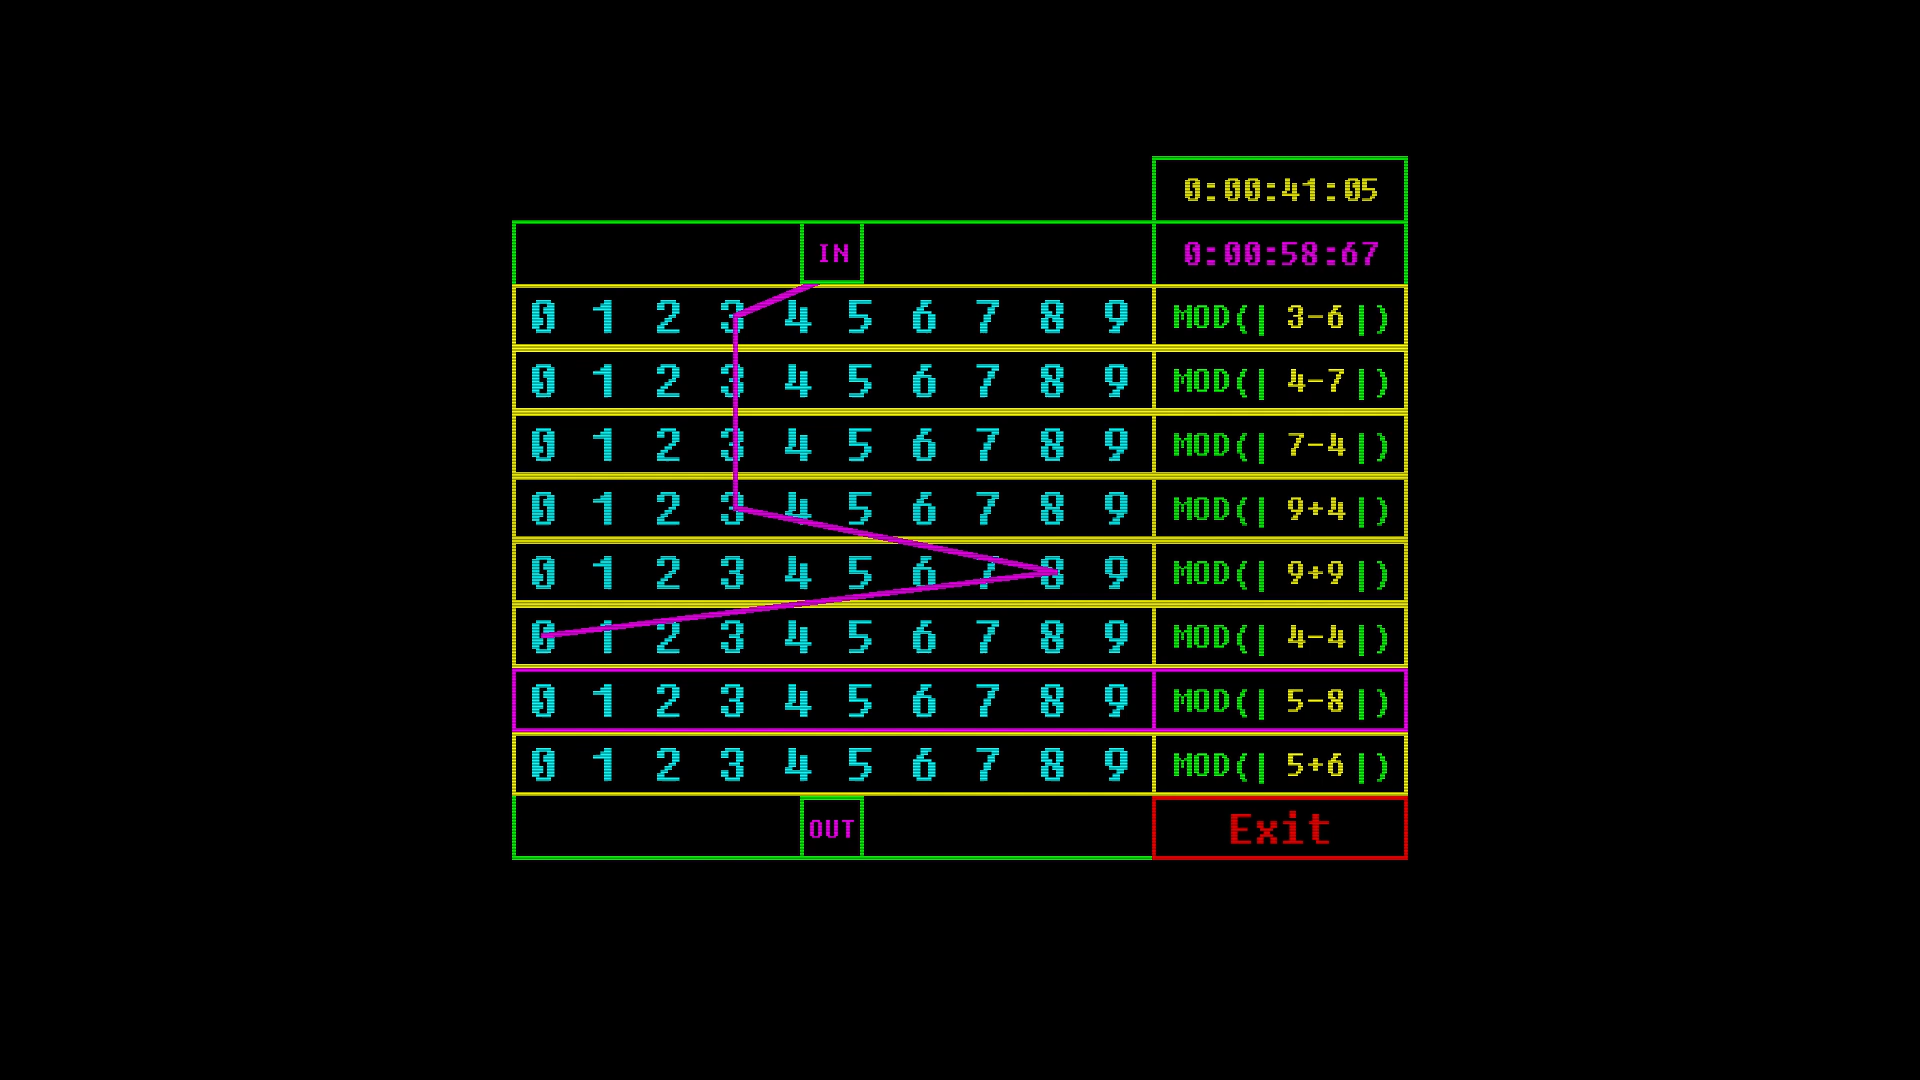 0:00:41:05
IN 0:00:58:67
0 1 2 3 4 5 6 7 8 9 MOD(| 3-6 |)
0 1 2 3 4 5 6 7 8 9 MOD(| 4-7 |)
0 1 2 3 4 5 6 7 8 9 MOD(| 7-4 |)
0 1 2 3 4 5 6 7 8 9 MOD(| 9+4 |)
0 1 2 3 4 5 6 7 8 9 MOD(| 9+9 |)
0 1 2 3 4 5 6 7 8 9 MOD(| 4-4 |)
0 1 2 3 4 5 6 7 8 9 MOD(| 5-8 |)
0 1 2 3 4 5 6 7 8 9 MOD(| 5+6 |)
OUT Exit